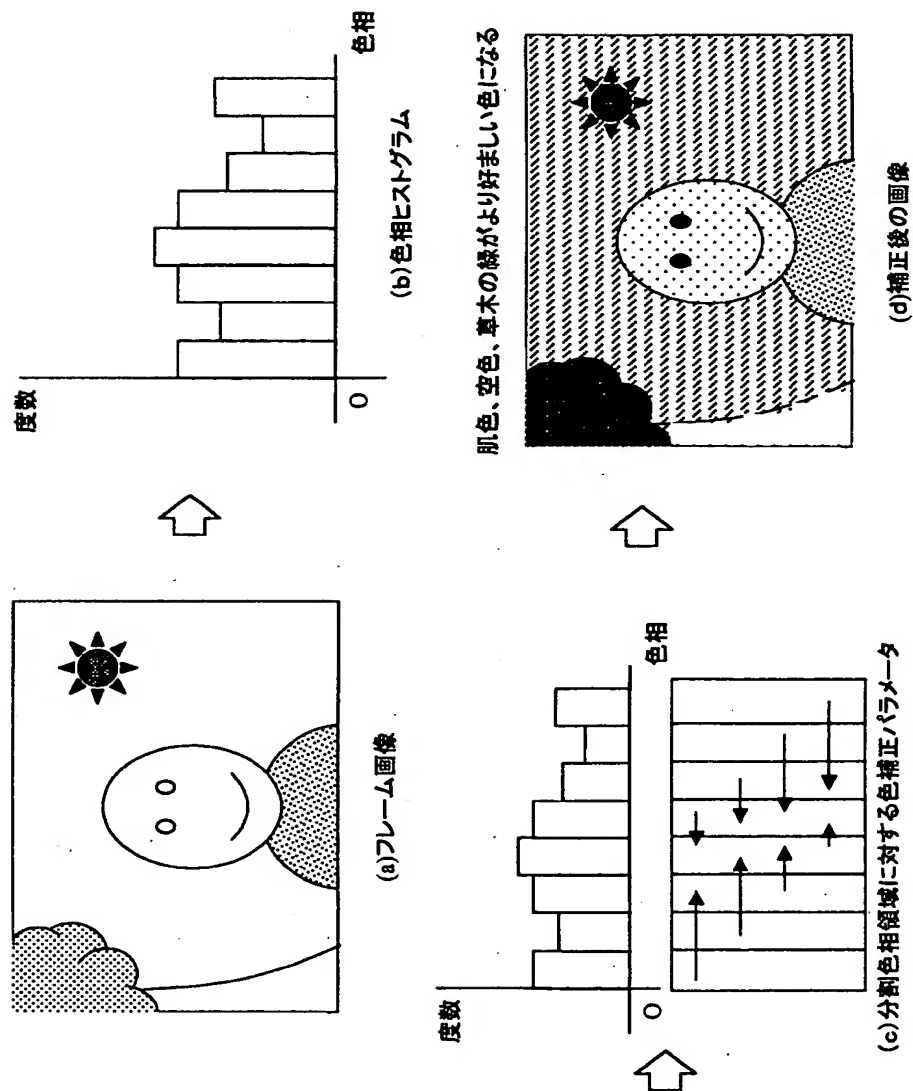 (a)フレーム画像
度数
色相
O
(b)色相ヒストグラム
度数
色相
O
(c)分割色相領域に対する色補正パラメータ
肌色、空色、草木の緑がより好ましい色になる
(d)補正後の画像